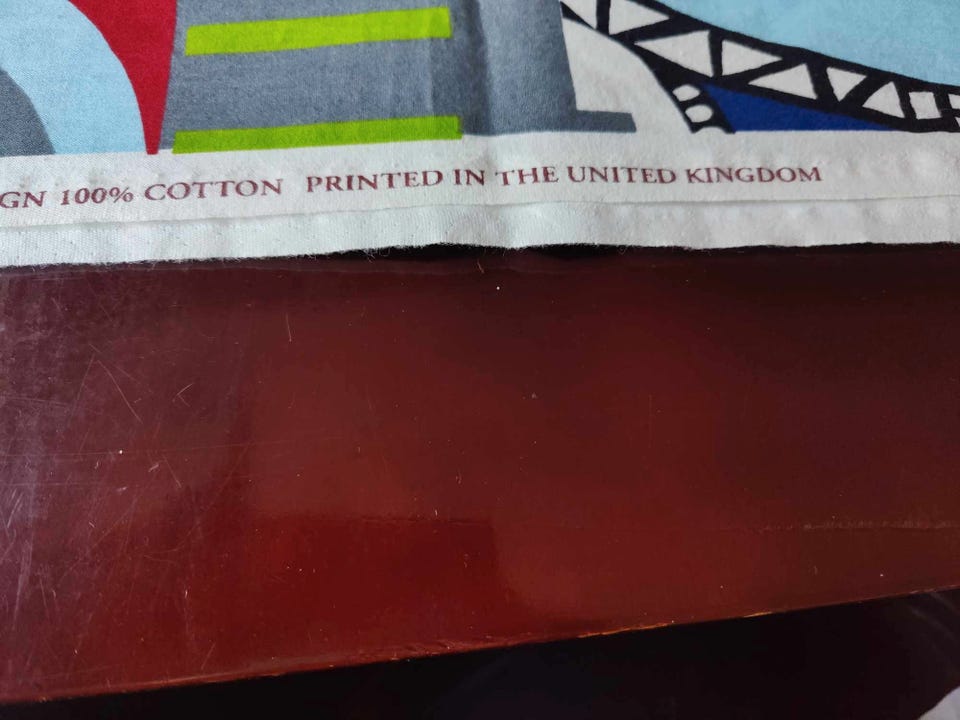 GN 100% COTTON PRINTED IN THE UNITED KINGDOM